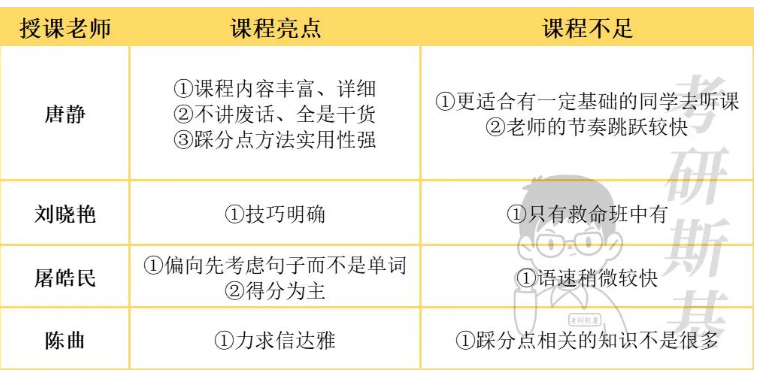 授课老师 课程亮点 课程不足
唐静
①课程内容丰富、详细
②不讲废话、全是干货
③踩分点方法实用性强
①更适合有一定基础的同学去听课
②老师的节奏跳跃较快
刘晓艳 ①技巧明确 ①只有救命班中有
屠皓民
①偏向先考虑句子而不是单词
②得分为主
①语速稍微较快
陈曲 ①力求信达雅 ①踩分点相关的知识不是很多
考研斯基